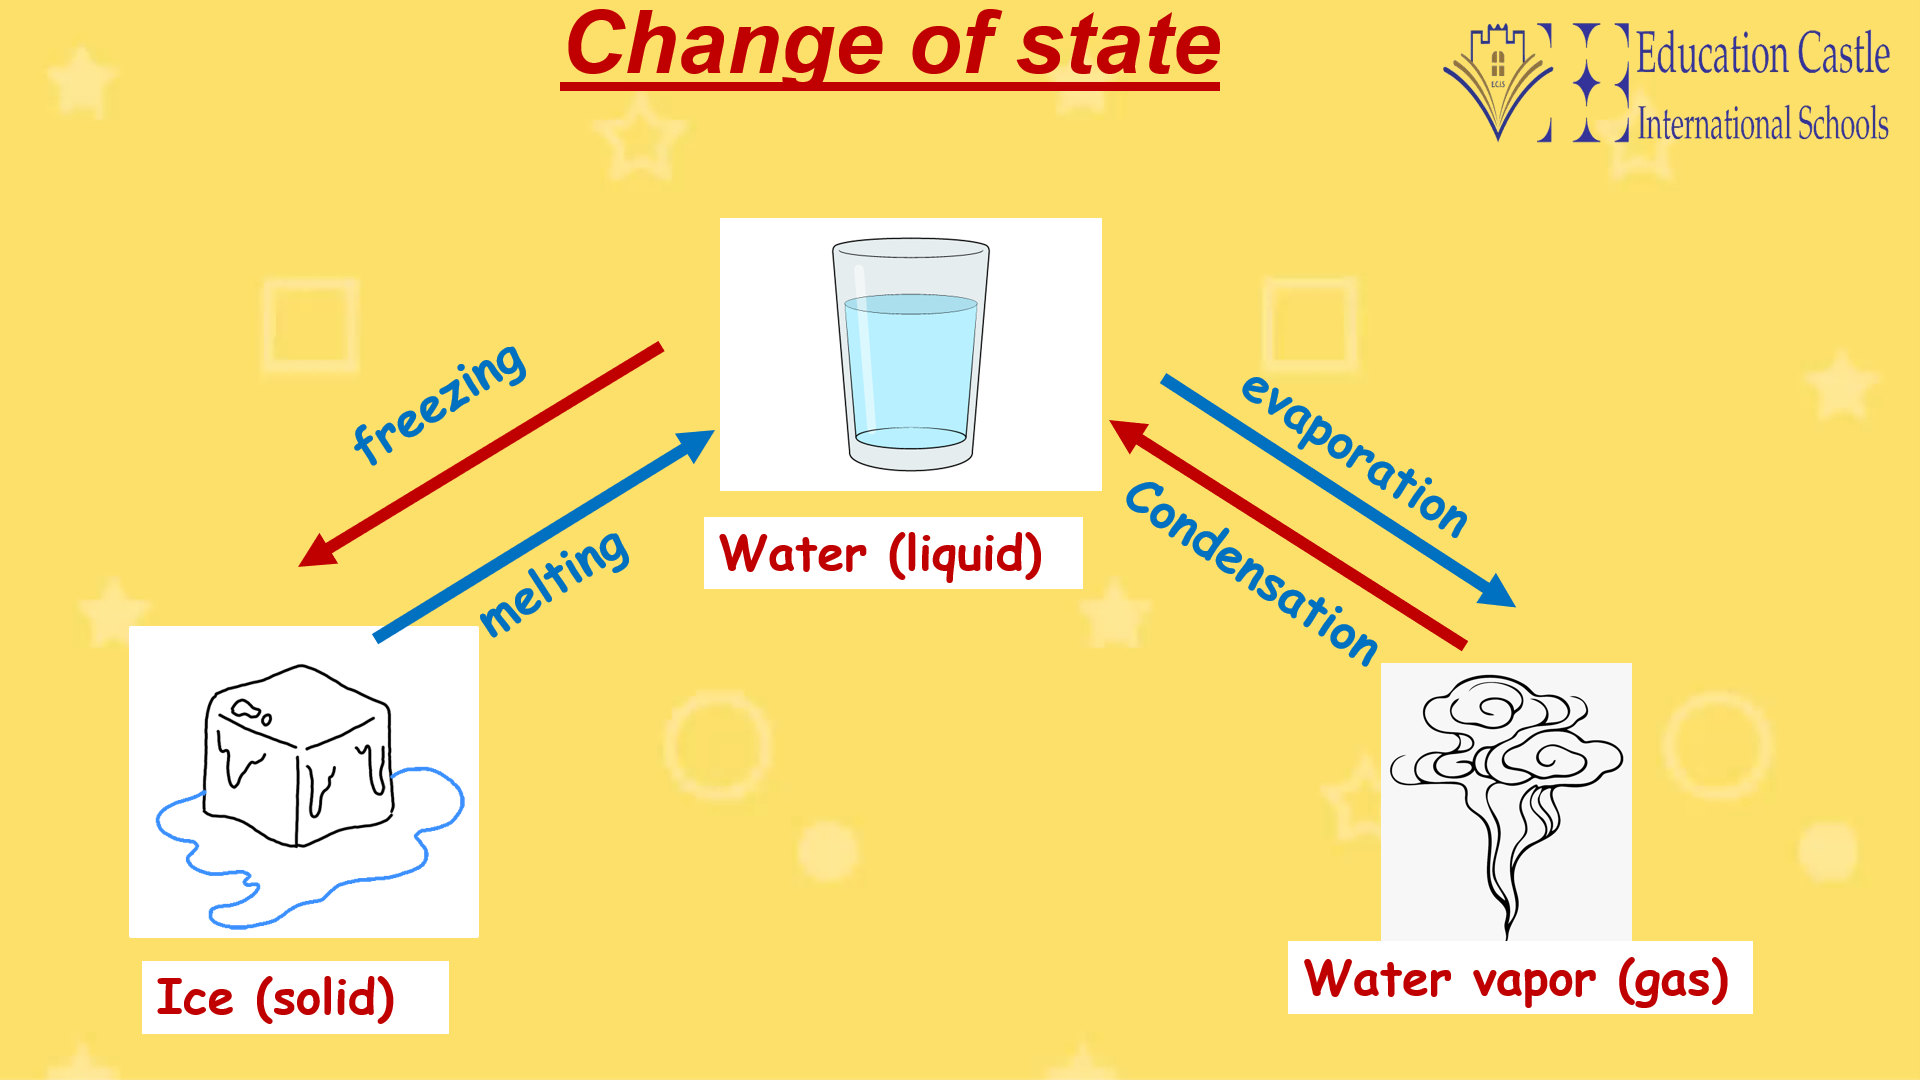 Change of state
Education Castle
International Schools
E.C.I.S
freezing
evaporation
melting
Condensation
Water (liquid)
Ice (solid)
Water vapor (gas)